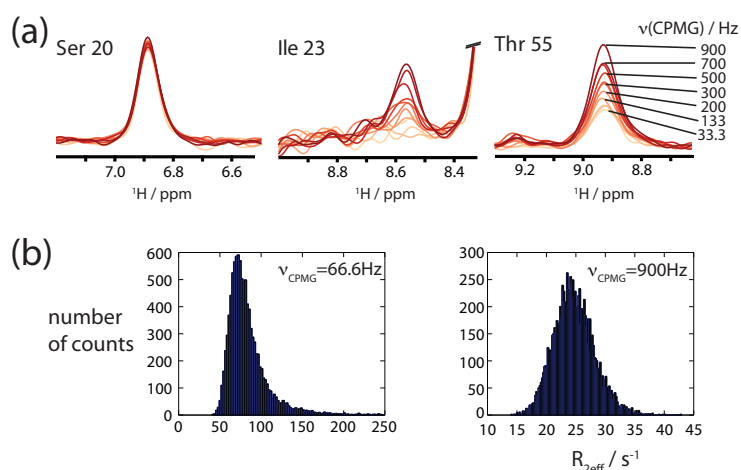 (a)
Ser 20
Ile 23
Thr 55
ν(CPMG) / Hz
900
700
500
300
200
133
33.3
7.0 6.8 6.6
8.8 8.6 8.4
9.2 9.0 8.8
¹H / ppm
¹H / ppm
¹H / ppm
(b)
number
of counts
600
500
400
300
200
100
0
0 50 100 150 200 250
νCPMG=66.6Hz
300
250
200
150
100
50
0
10 15 20 25 30 35 40 45
νCPMG=900Hz
R2eff / s⁻¹